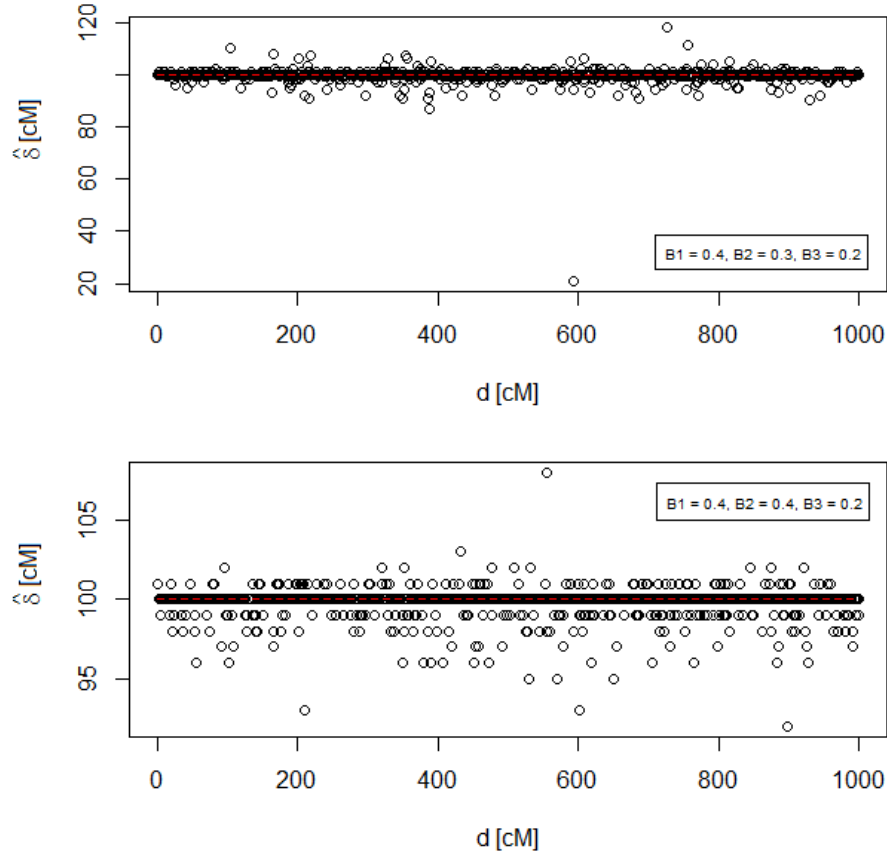 120
100
80
60
40
20
δ̂ [cM]
B1 = 0.4, B2 = 0.3, B3 = 0.2
0 200 400 600 800 1000
d [cM]
105
100
95
δ̂ [cM]
B1 = 0.4, B2 = 0.4, B3 = 0.2
0 200 400 600 800 1000
d [cM]